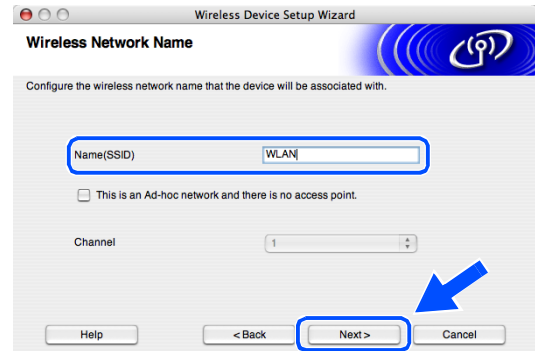 Wireless Device Setup Wizard
Wireless Network Name
Configure the wireless network name that the device will be associated with.
Name(SSID) WLAN
This is an Ad-hoc network and there is no access point.
Channel 1
Help < Back Next > Cancel